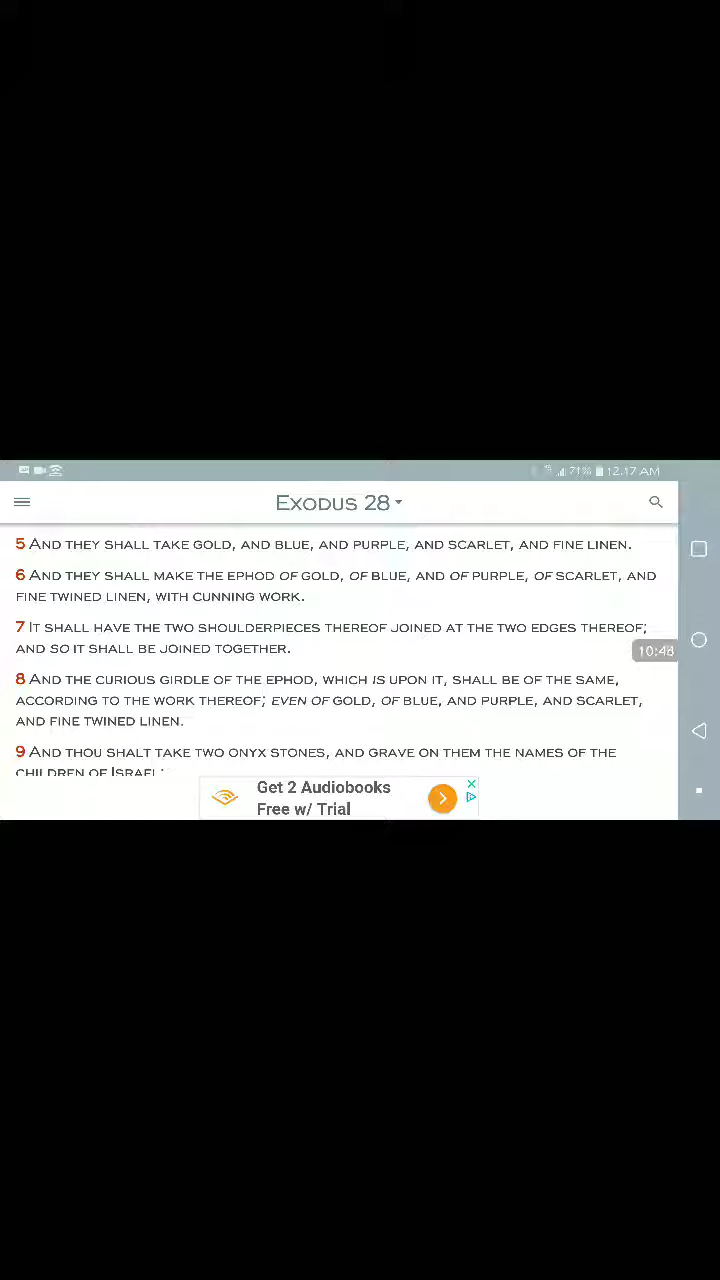 71% 12.17 AM
Exodus 28
5 And they shall take gold, and blue, and purple, and scarlet, and fine linen.
6 And they shall make the ephod of gold, of blue, and of purple, of scarlet, and
fine twined linen, with cunning work.
7 It shall have the two shoulderpieces thereof joined at the two edges thereof;
and so it shall be joined together.
10:48
8 And the curious girdle of the ephod, which is upon it, shall be of the same,
according to the work thereof; even of gold, of blue, and purple, and scarlet,
and fine twined linen.
9 And thou shalt take two onyx stones, and grave on them the names of the
children of Israel:
Get 2 Audiobooks
Free w/ Trial